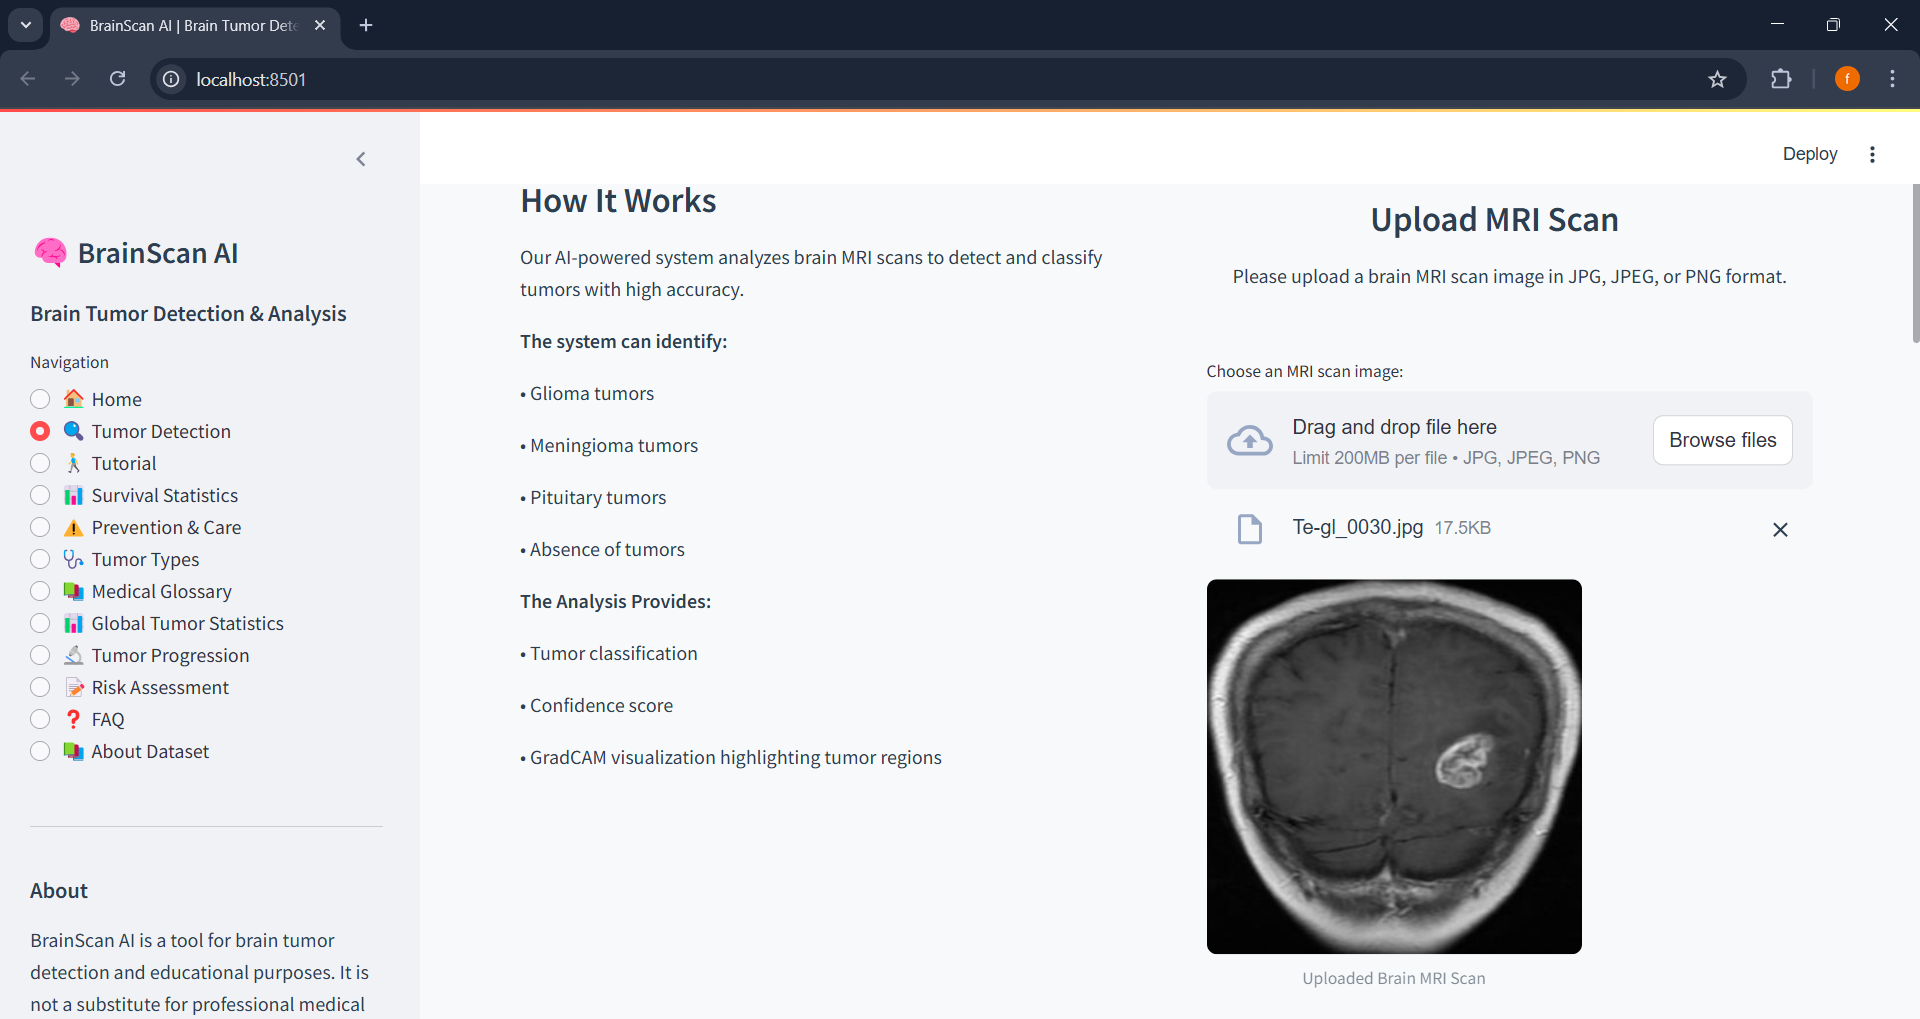 BrainScan AI | Brain Tumor Dete
localhost:8501
f
Deploy
BrainScan AI
Brain Tumor Detection & Analysis
Navigation
Home
Tumor Detection
Tutorial
Survival Statistics
Prevention & Care
Tumor Types
Medical Glossary
Global Tumor Statistics
Tumor Progression
Risk Assessment
FAQ
About Dataset
About
BrainScan AI is a tool for brain tumor
detection and educational purposes. It is
not a substitute for professional medical
How It Works
Our AI-powered system analyzes brain MRI scans to detect and classify
tumors with high accuracy.
The system can identify:
• Glioma tumors
• Meningioma tumors
• Pituitary tumors
• Absence of tumors
The Analysis Provides:
• Tumor classification
• Confidence score
• GradCAM visualization highlighting tumor regions
Upload MRI Scan
Please upload a brain MRI scan image in JPG, JPEG, or PNG format.
Choose an MRI scan image:
Drag and drop file here
Limit 200MB per file • JPG, JPEG, PNG
Browse files
Te-gl_0030.jpg 17.5KB
Uploaded Brain MRI Scan